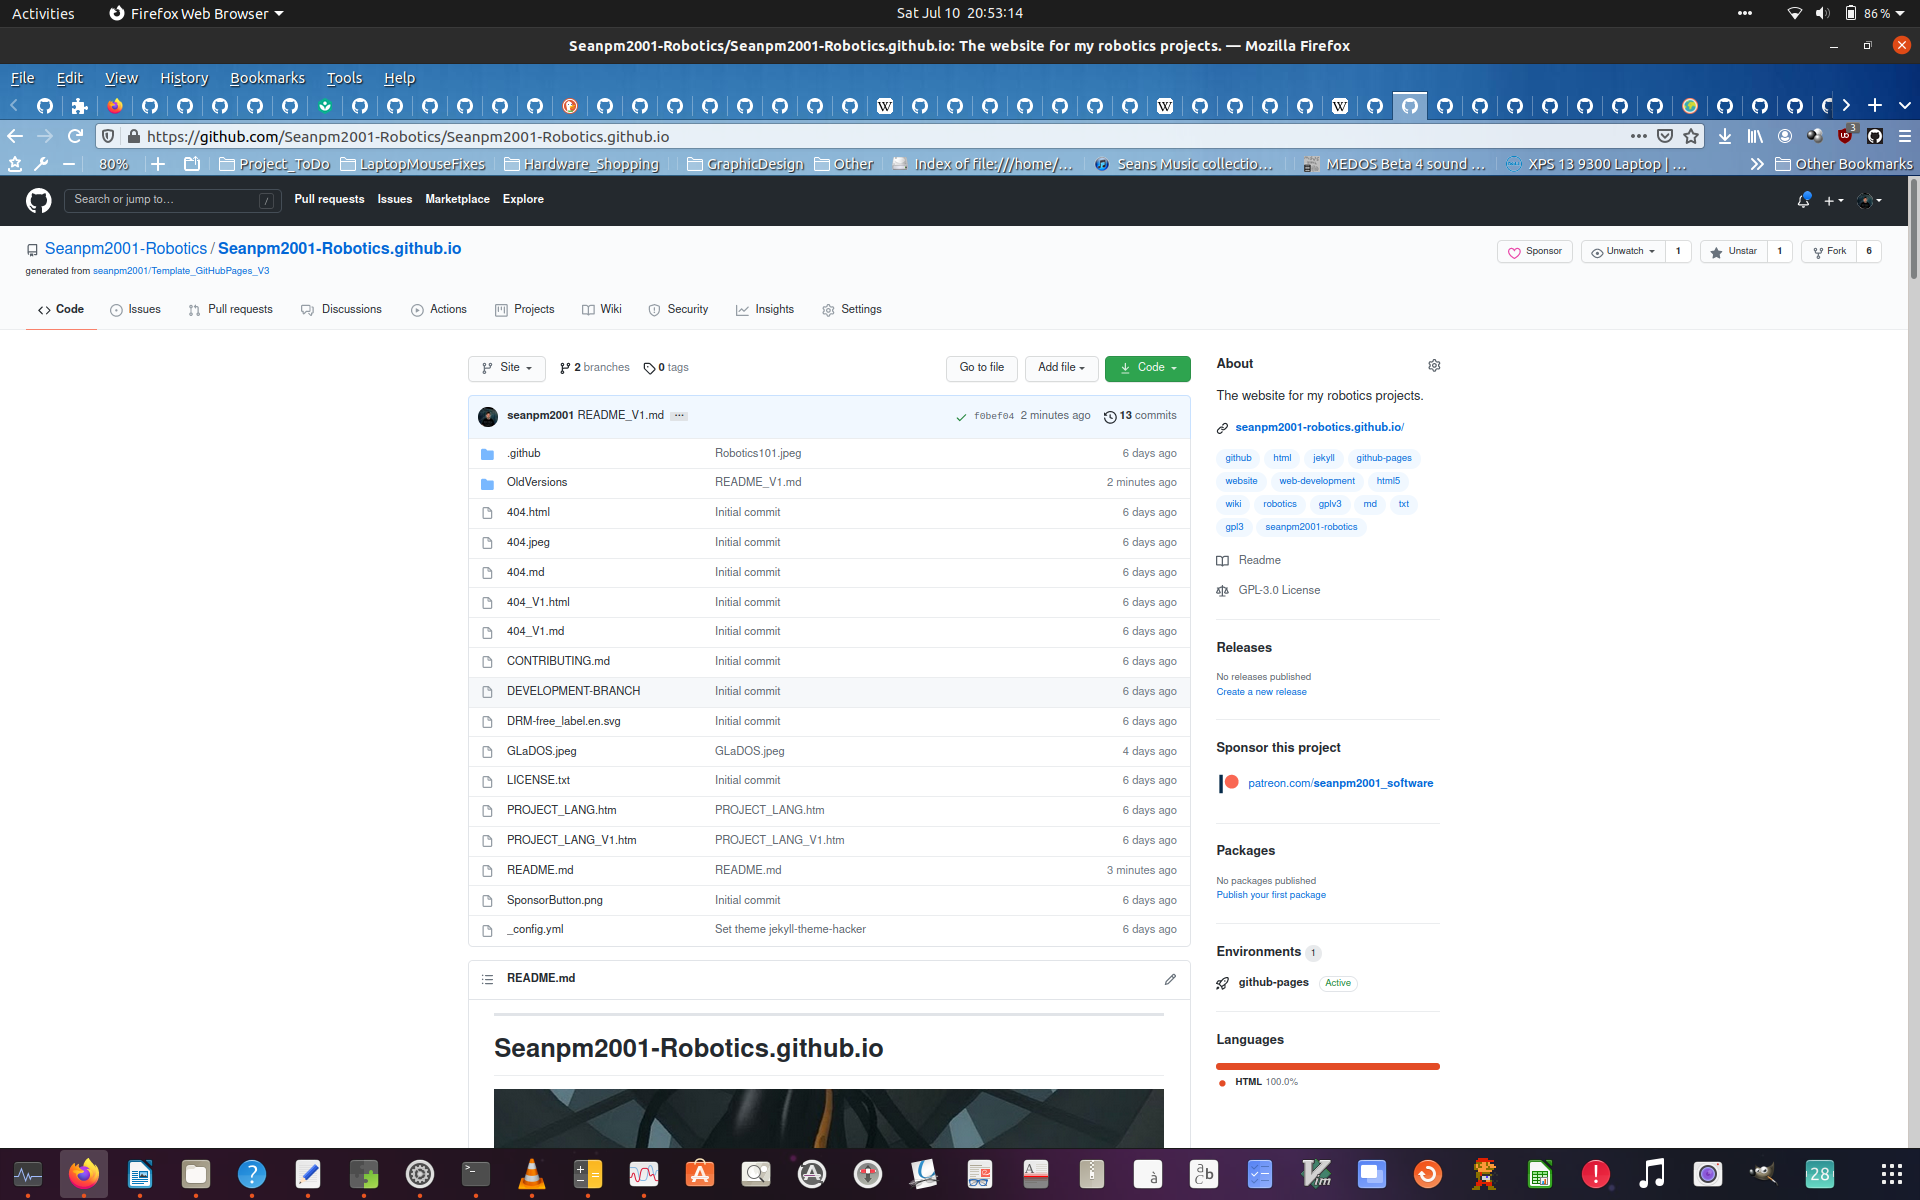 Activities
Firefox Web Browser
Sat Jul 10 20:53:14
86 %
Seanpm2001-Robotics/Seanpm2001-Robotics.github.io: The website for my robotics projects. — Mozilla Firefox
File Edit View History Bookmarks Tools Help
https://github.com/Seanpm2001-Robotics/Seanpm2001-Robotics.github.io
3
80%
Project_ToDo
LaptopMouseFixes
Hardware_Shopping
GraphicDesign
Other
Index of file:///home/…
Seans Music collectio…
MEDOS Beta 4 sound …
XPS 13 9300 Laptop | …
Other Bookmarks
Search or jump to…
/
Pull requests Issues Marketplace Explore
Seanpm2001-Robotics / Seanpm2001-Robotics.github.io
Sponsor
Unwatch 1
Unstar 1
Fork 6
generated from seanpm2001/Template_GitHubPages_V3
Code Issues Pull requests Discussions Actions Projects Wiki Security Insights Settings
Site
2 branches
0 tags
Go to file
Add file
Code
seanpm2001 README_V1.md
f0bef04 2 minutes ago
13 commits
.github Robotics101.jpeg 6 days ago
OldVersions README_V1.md 2 minutes ago
404.html Initial commit 6 days ago
404.jpeg Initial commit 6 days ago
404.md Initial commit 6 days ago
404_V1.html Initial commit 6 days ago
404_V1.md Initial commit 6 days ago
CONTRIBUTING.md Initial commit 6 days ago
DEVELOPMENT-BRANCH Initial commit 6 days ago
DRM-free_label.en.svg Initial commit 6 days ago
GLaDOS.jpeg GLaDOS.jpeg 4 days ago
LICENSE.txt Initial commit 6 days ago
PROJECT_LANG.htm PROJECT_LANG.htm 6 days ago
PROJECT_LANG_V1.htm PROJECT_LANG_V1.htm 6 days ago
README.md README.md 3 minutes ago
SponsorButton.png Initial commit 6 days ago
_config.yml Set theme jekyll-theme-hacker 6 days ago
README.md
Seanpm2001-Robotics.github.io
About
The website for my robotics projects.
seanpm2001-robotics.github.io/
github html jekyll github-pages
website web-development html5
wiki robotics gplv3 md txt
gpl3 seanpm2001-robotics
Readme
GPL-3.0 License
Releases
No releases published
Create a new release
Sponsor this project
patreon.com/seanpm2001_software
Packages
No packages published
Publish your first package
Environments 1
github-pages Active
Languages
HTML 100.0%
28